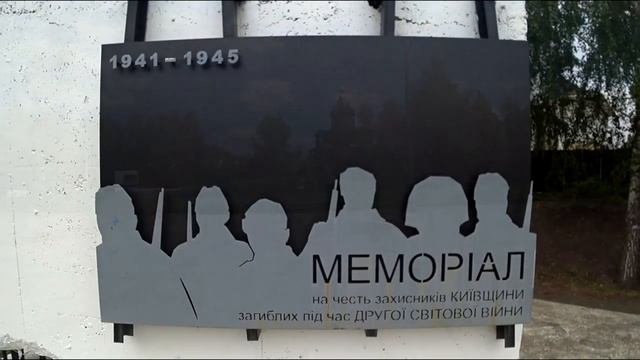 1941–1945
МЕМОРІАЛ
на честь захисників КИЇВЩИНИ
загиблих під час ДРУГОЇ СВІТОВОЇ ВІЙНИ